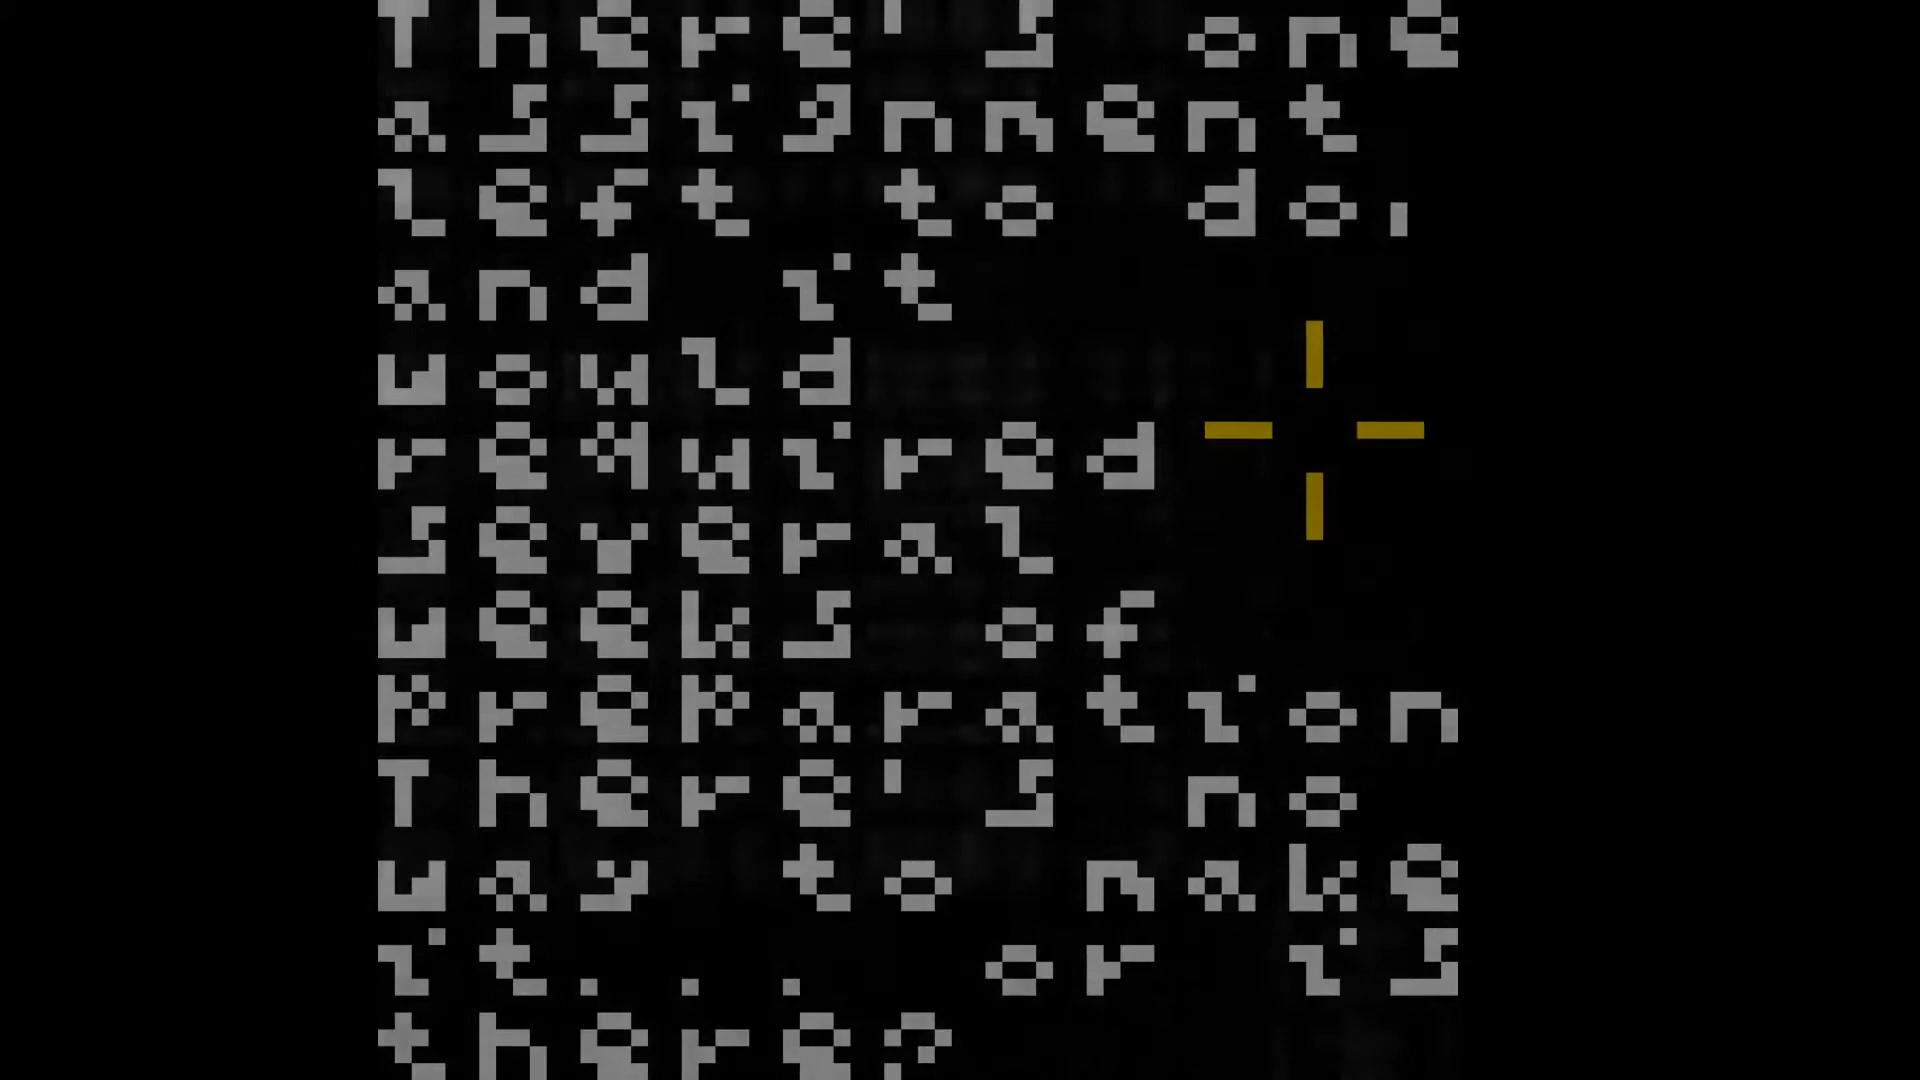 There's one
assignment
left to do,
and it
would
required
several
weeks of
preparation
There's no
way to make
it... or is
there?